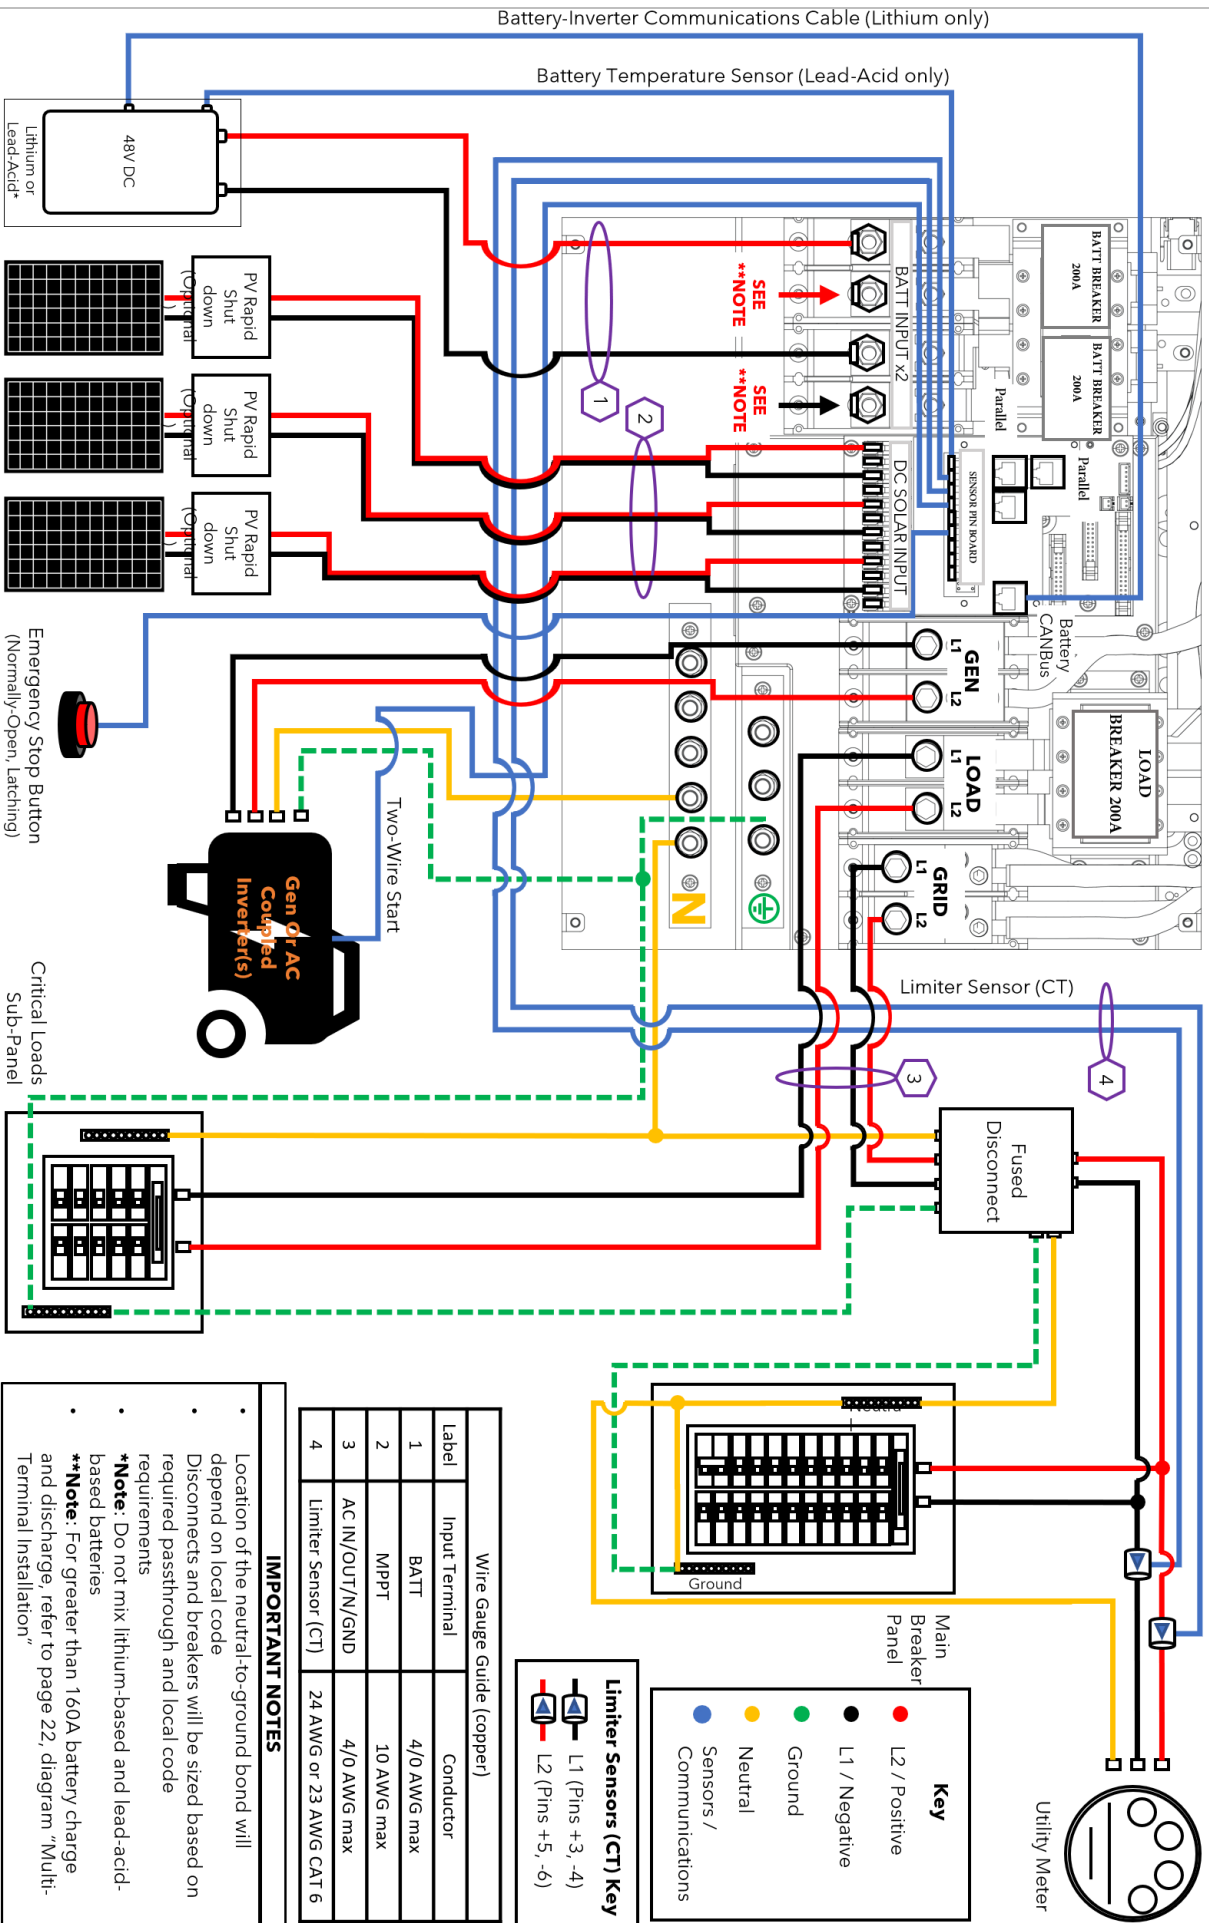 Battery-Inverter Communications Cable (Lithium only)
Battery Temperature Sensor (Lead-Acid only)
48V DC
Lithium or
Lead-Acid*
PV Rapid
Shut
down
(Optional
)
PV Rapid
Shut
down
(Optional
)
PV Rapid
Shut
down
(Optional
)
BATT BREAKER
200A
BATT BREAKER
200A
BATT INPUT x2
SEE
**NOTE
SEE
**NOTE
1
2
Parallel
Parallel
SENSOR PIN BOARD
DC SOLAR INPUT
Battery
CANBus
GEN
L1
L2
LOAD
L1
L2
LOAD
BREAKER 200A
GRID
L1
L2
N
Emergency Stop Button
(Normally-Open, Latching)
Two-Wire Start
Gen Or AC
Coupled
Inverter(s)
Limiter Sensor (CT)
3
4
Critical Loads
Sub-Panel
Fused
Disconnect
Neutra
l
Ground
Main
Breaker
Panel
Utility Meter
Key
L2 / Positive
L1 / Negative
Ground
Neutral
Sensors /
Communications
Limiter Sensors (CT) Key
L1 (Pins +3, -4)
L2 (Pins +5, -6)
Wire Gauge Guide (copper)
Label Input Terminal Conductor
1 BATT 4/0 AWG max
2 MPPT 10 AWG max
3 AC IN/OUT/N/GND 4/0 AWG max
4 Limiter Sensor (CT) 24 AWG or 23 AWG CAT 6
IMPORTANT NOTES
• Location of the neutral-to-ground bond will
depend on local code
• Disconnects and breakers will be sized based on
required passthrough and local code
requirements
• *Note: Do not mix lithium-based and lead-acid-
based batteries
• **Note: For greater than 160A battery charge
and discharge, refer to page 22, diagram "Multi-
Terminal Installation"